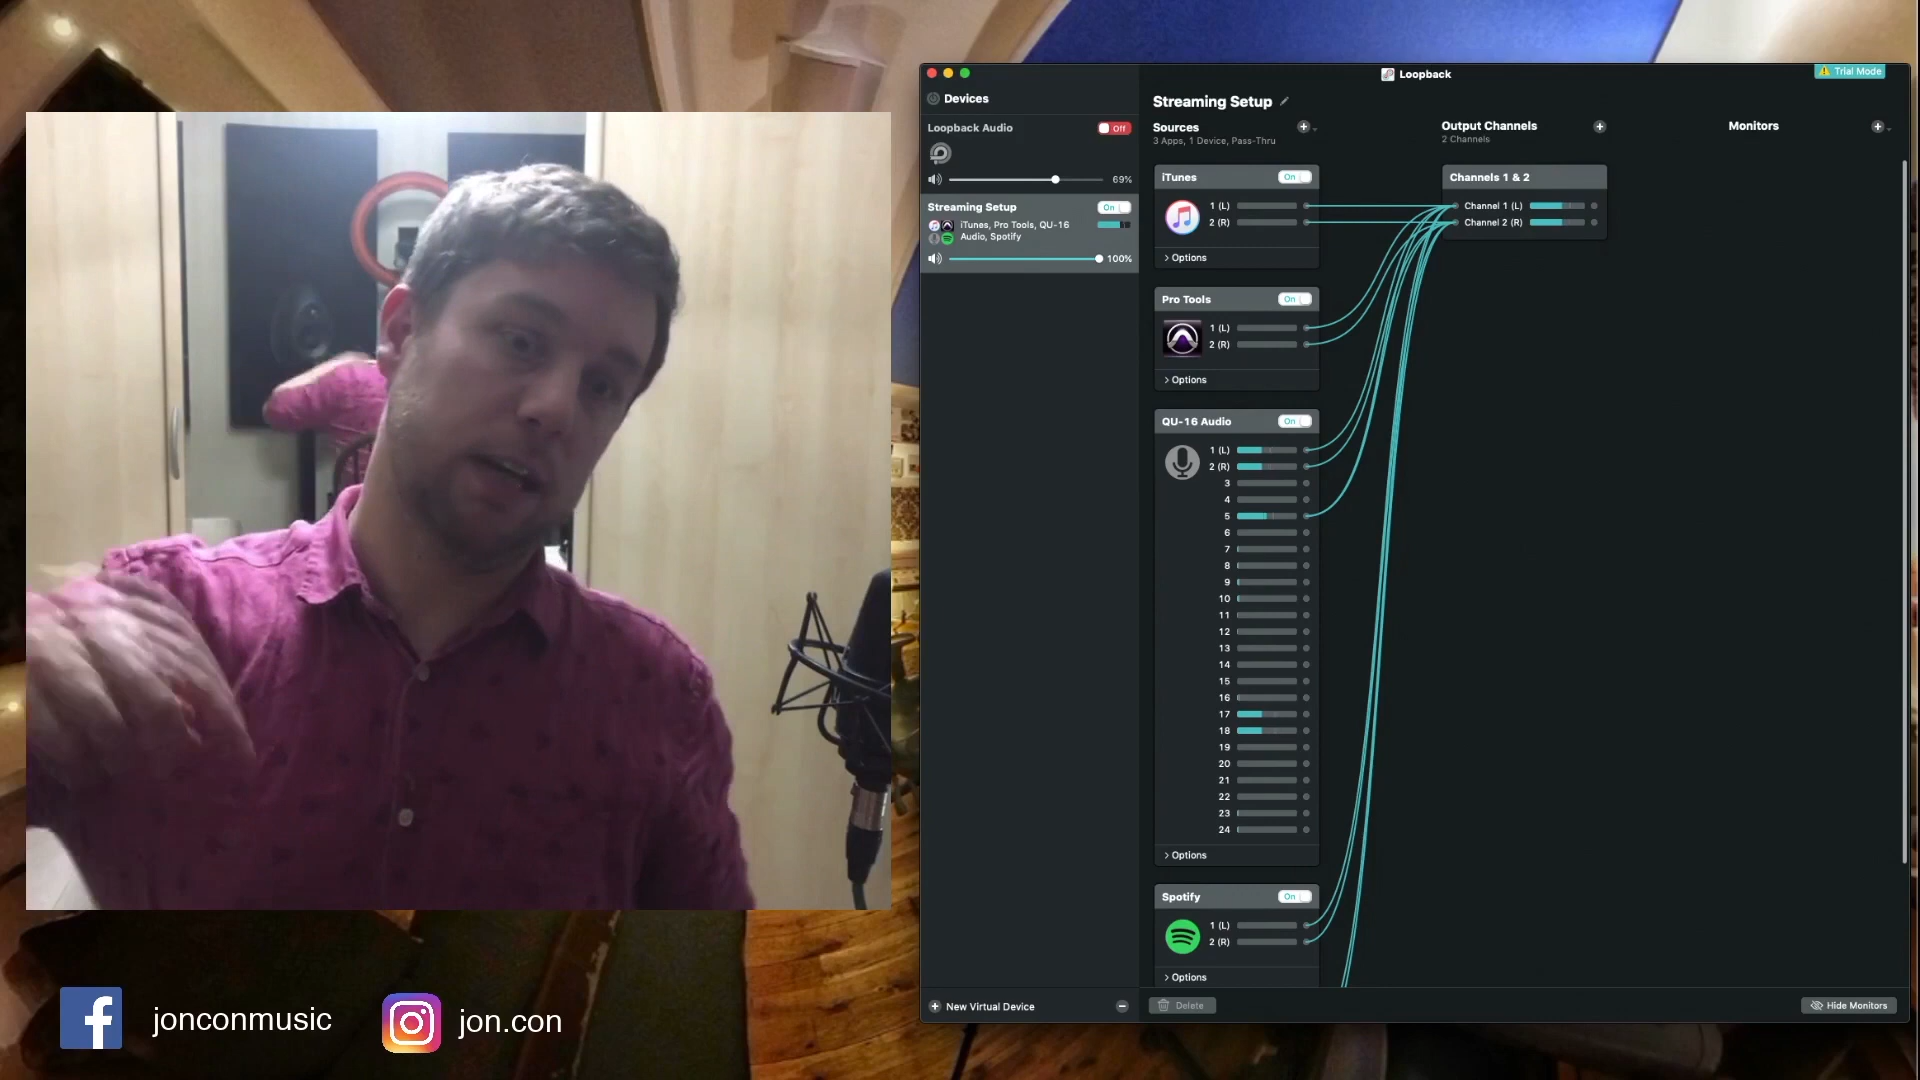 Loopback
Trial Mode
Devices
Loopback Audio
Off
69%
Streaming Setup
On
iTunes, Pro Tools, QU-16
Audio, Spotify
100%
New Virtual Device
Streaming Setup
Sources
3 Apps, 1 Device, Pass-Thru
Output Channels
2 Channels
Monitors
iTunes
On
1 (L)
2 (R)
Options
Channels 1 & 2
Channel 1 (L)
Channel 2 (R)
Pro Tools
On
1 (L)
2 (R)
Options
QU-16 Audio
On
1 (L)
2 (R)
3
4
5
6
7
8
9
10
11
12
13
14
15
16
17
18
19
20
21
22
23
24
Options
Spotify
On
1 (L)
2 (R)
Options
Delete
Hide Monitors
jonconmusic
jon.con